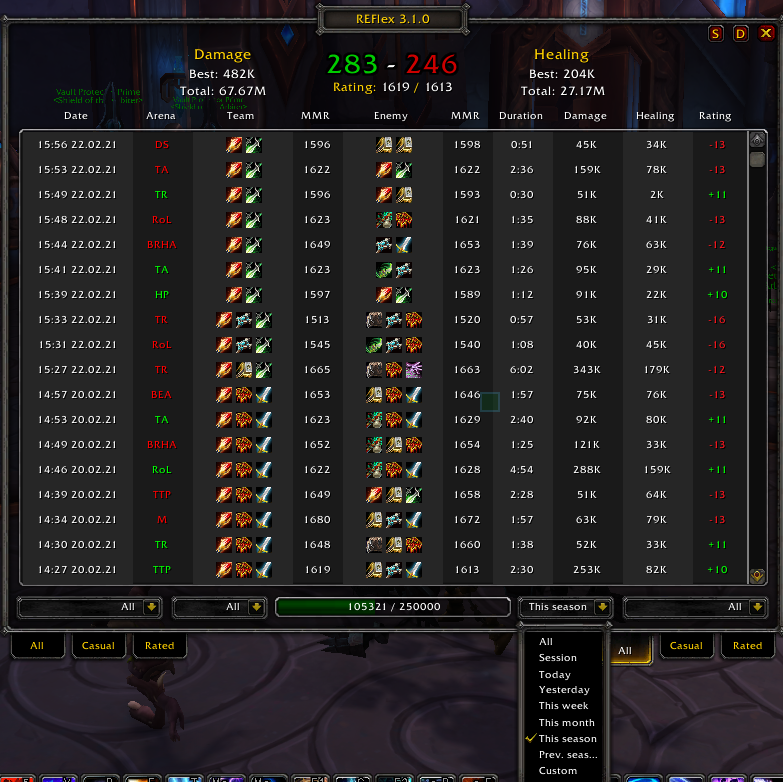 REFlex 3.1.0
S D X
Damage
Best: 482K
Total: 67.67M
283 - 246
Rating: 1619 / 1613
Healing
Best: 204K
Total: 27.17M
Date Arena Team MMR Enemy MMR Duration Damage Healing Rating
15:56 22.02.21 DS 1596 1598 0:51 45K 34K -13
15:53 22.02.21 TA 1622 1622 2:36 159K 78K -13
15:49 22.02.21 TR 1596 1593 0:30 51K 2K +11
15:48 22.02.21 RoL 1623 1621 1:35 88K 41K -13
15:44 22.02.21 BRHA 1649 1653 1:39 76K 63K -12
15:41 22.02.21 TA 1623 1623 1:26 95K 29K +11
15:39 22.02.21 HP 1597 1589 1:12 91K 22K +10
15:33 22.02.21 TR 1513 1520 0:57 53K 31K -16
15:31 22.02.21 RoL 1545 1540 1:08 40K 45K -16
15:27 22.02.21 TR 1665 1663 6:02 343K 179K -12
14:57 20.02.21 BEA 1653 1646 1:57 75K 76K -13
14:53 20.02.21 TA 1623 1629 2:40 92K 80K +11
14:49 20.02.21 BRHA 1652 1654 1:25 121K 33K -13
14:46 20.02.21 RoL 1622 1628 4:54 288K 159K +11
14:39 20.02.21 TTP 1649 1658 2:28 51K 64K -13
14:34 20.02.21 M 1680 1672 1:57 63K 79K -13
14:30 20.02.21 TR 1648 1660 1:38 52K 33K +11
14:27 20.02.21 TTP 1619 1613 2:30 253K 82K +10
All All 105321 / 250000 This season All
All Casual Rated All Casual Rated
All
Session
Today
Yesterday
This week
This month
This season
Prev. seas...
Custom